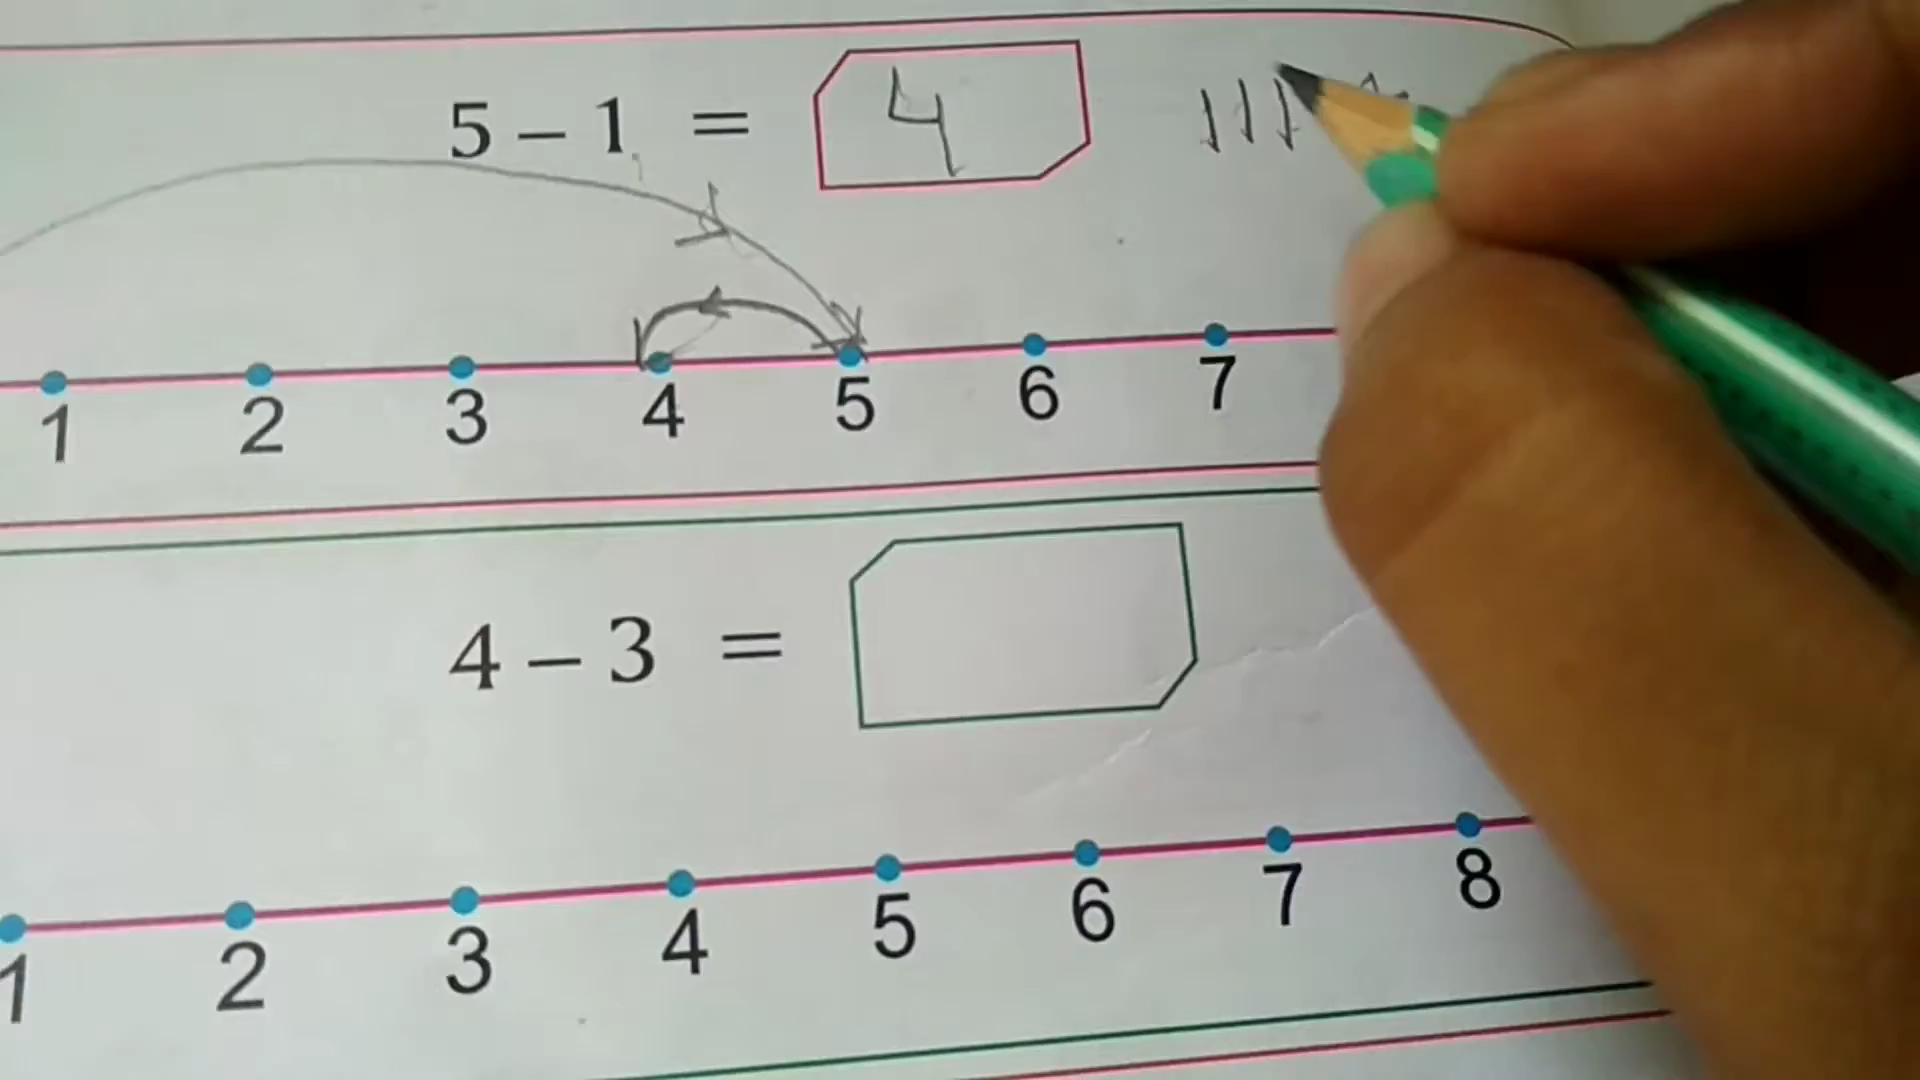 5 – 1 = 4
1 2 3 4 5 6 7
4 – 3 =
1 2 3 4 5 6 7 8